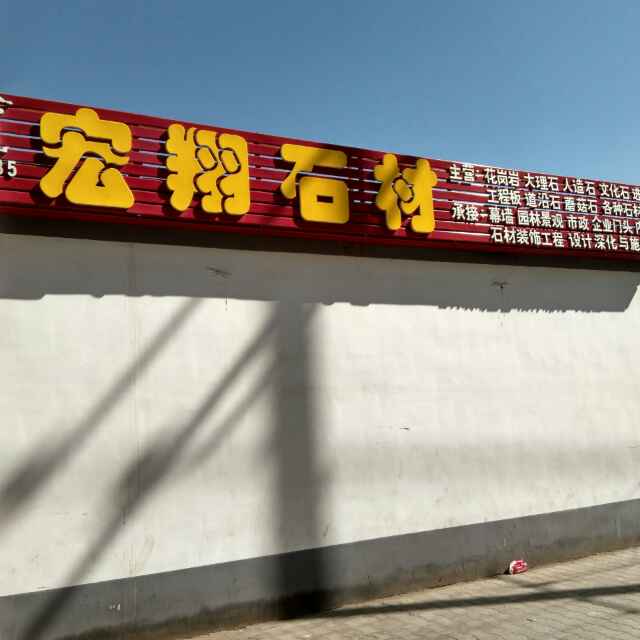 宏翔石材
主营：花岗岩 大理石 人造石 文化石
工程板 道沿石 蘑菇石 各种石
承接：幕墙 园林景观 市政 企业门头
石材装饰工程 设计 深化与